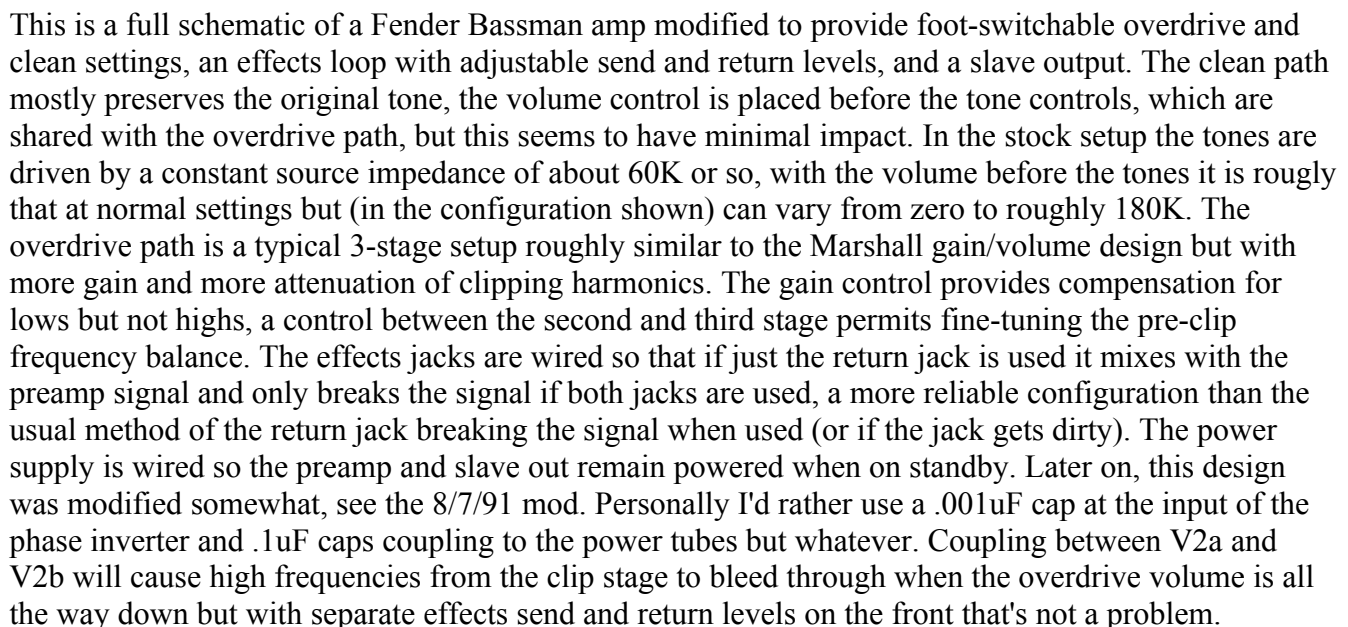 This is a full schematic of a Fender Bassman amp modified to provide foot-switchable overdrive and
clean settings, an effects loop with adjustable send and return levels, and a slave output. The clean path
mostly preserves the original tone, the volume control is placed before the tone controls, which are
shared with the overdrive path, but this seems to have minimal impact. In the stock setup the tones are
driven by a constant source impedance of about 60K or so, with the volume before the tones it is rougly
that at normal settings but (in the configuration shown) can vary from zero to roughly 180K. The
overdrive path is a typical 3-stage setup roughly similar to the Marshall gain/volume design but with
more gain and more attenuation of clipping harmonics. The gain control provides compensation for
lows but not highs, a control between the second and third stage permits fine-tuning the pre-clip
frequency balance. The effects jacks are wired so that if just the return jack is used it mixes with the
preamp signal and only breaks the signal if both jacks are used, a more reliable configuration than the
usual method of the return jack breaking the signal when used (or if the jack gets dirty). The power
supply is wired so the preamp and slave out remain powered when on standby. Later on, this design
was modified somewhat, see the 8/7/91 mod. Personally I'd rather use a .001uF cap at the input of the
phase inverter and .1uF caps coupling to the power tubes but whatever. Coupling between V2a and
V2b will cause high frequencies from the clip stage to bleed through when the overdrive volume is all
the way down but with separate effects send and return levels on the front that's not a problem.